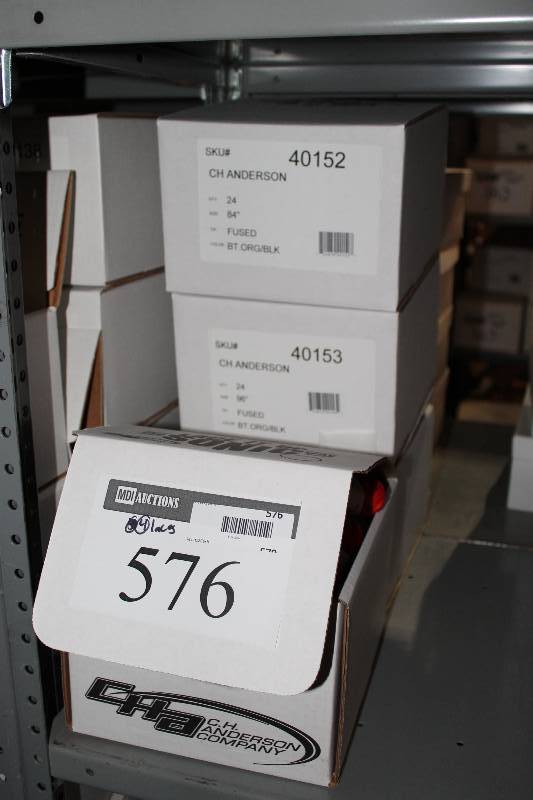 SKU# 40152
CH ANDERSON
24
84"
FUSED
BT.ORG/BLK
SKU# 40153
CH ANDERSON
24
96"
FUSED
BT.ORG/BLK
MDI AUCTIONS
576
576
CHA
C.H.
ANDERSON
COMPANY